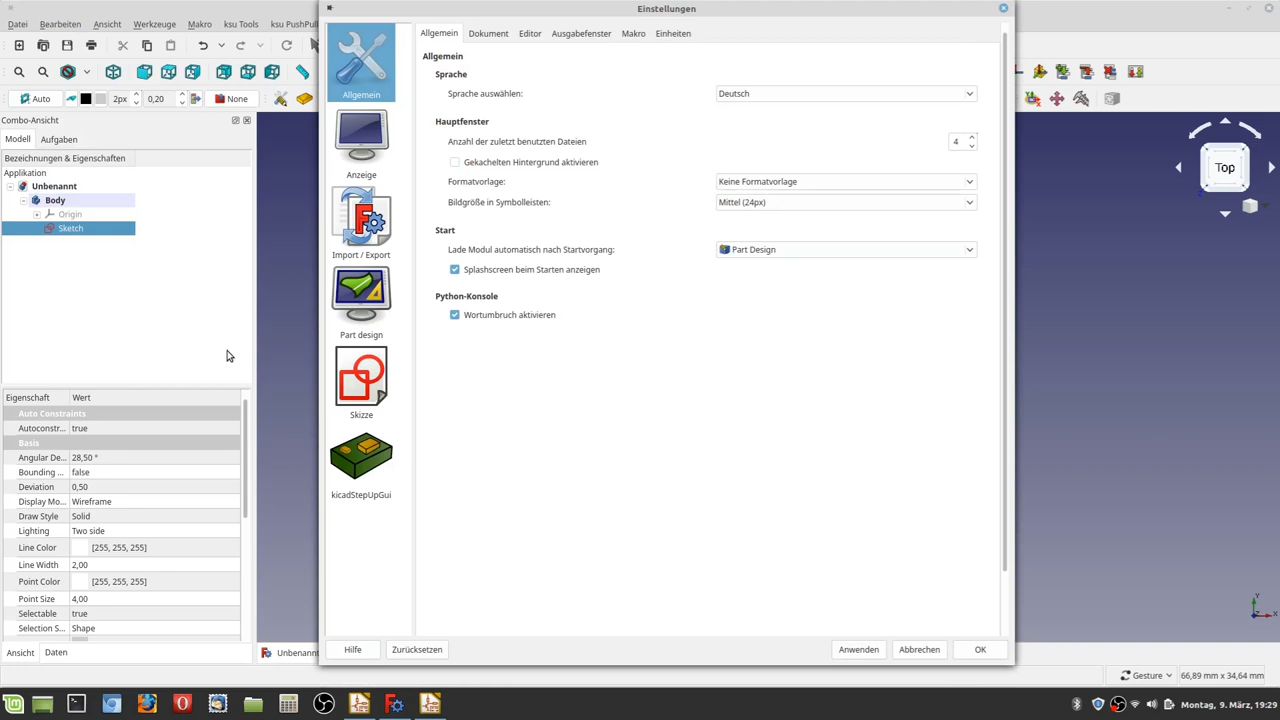 Einstellungen
Datei Bearbeiten Ansicht Werkzeuge Makro ksu Tools ksu PushPull
Auto 2px 0,20 None
Combo-Ansicht
Modell Aufgaben
Bezeichnungen & Eigenschaften
Applikation
Unbenannt
Body
Origin
Sketch
Eigenschaft Wert
Auto Constraints
Autoconstr... true
Basis
Angular De... 28,50 °
Bounding ... false
Deviation 0,50
Display Mo... Wireframe
Draw Style Solid
Lighting Two side
Line Color [255, 255, 255]
Line Width 2,00
Point Color [255, 255, 255]
Point Size 4,00
Selectable true
Selection S... Shape
Ansicht Daten
Unbenannt
Allgemein
Anzeige
Import / Export
Part design
Skizze
kicadStepUpGui
Allgemein Dokument Editor Ausgabefenster Makro Einheiten
Allgemein
Sprache
Sprache auswählen: Deutsch
Hauptfenster
Anzahl der zuletzt benutzten Dateien 4
Gekachelten Hintergrund aktivieren
Formatvorlage: Keine Formatvorlage
Bildgröße in Symbolleisten: Mittel (24px)
Start
Lade Modul automatisch nach Startvorgang: Part Design
Splashscreen beim Starten anzeigen
Python-Konsole
Wortumbruch aktivieren
Hilfe Zurücksetzen Anwenden Abbrechen OK
Top
Y
X
Gesture 66,89 mm x 34,64 mm
Montag, 9. März, 19:29